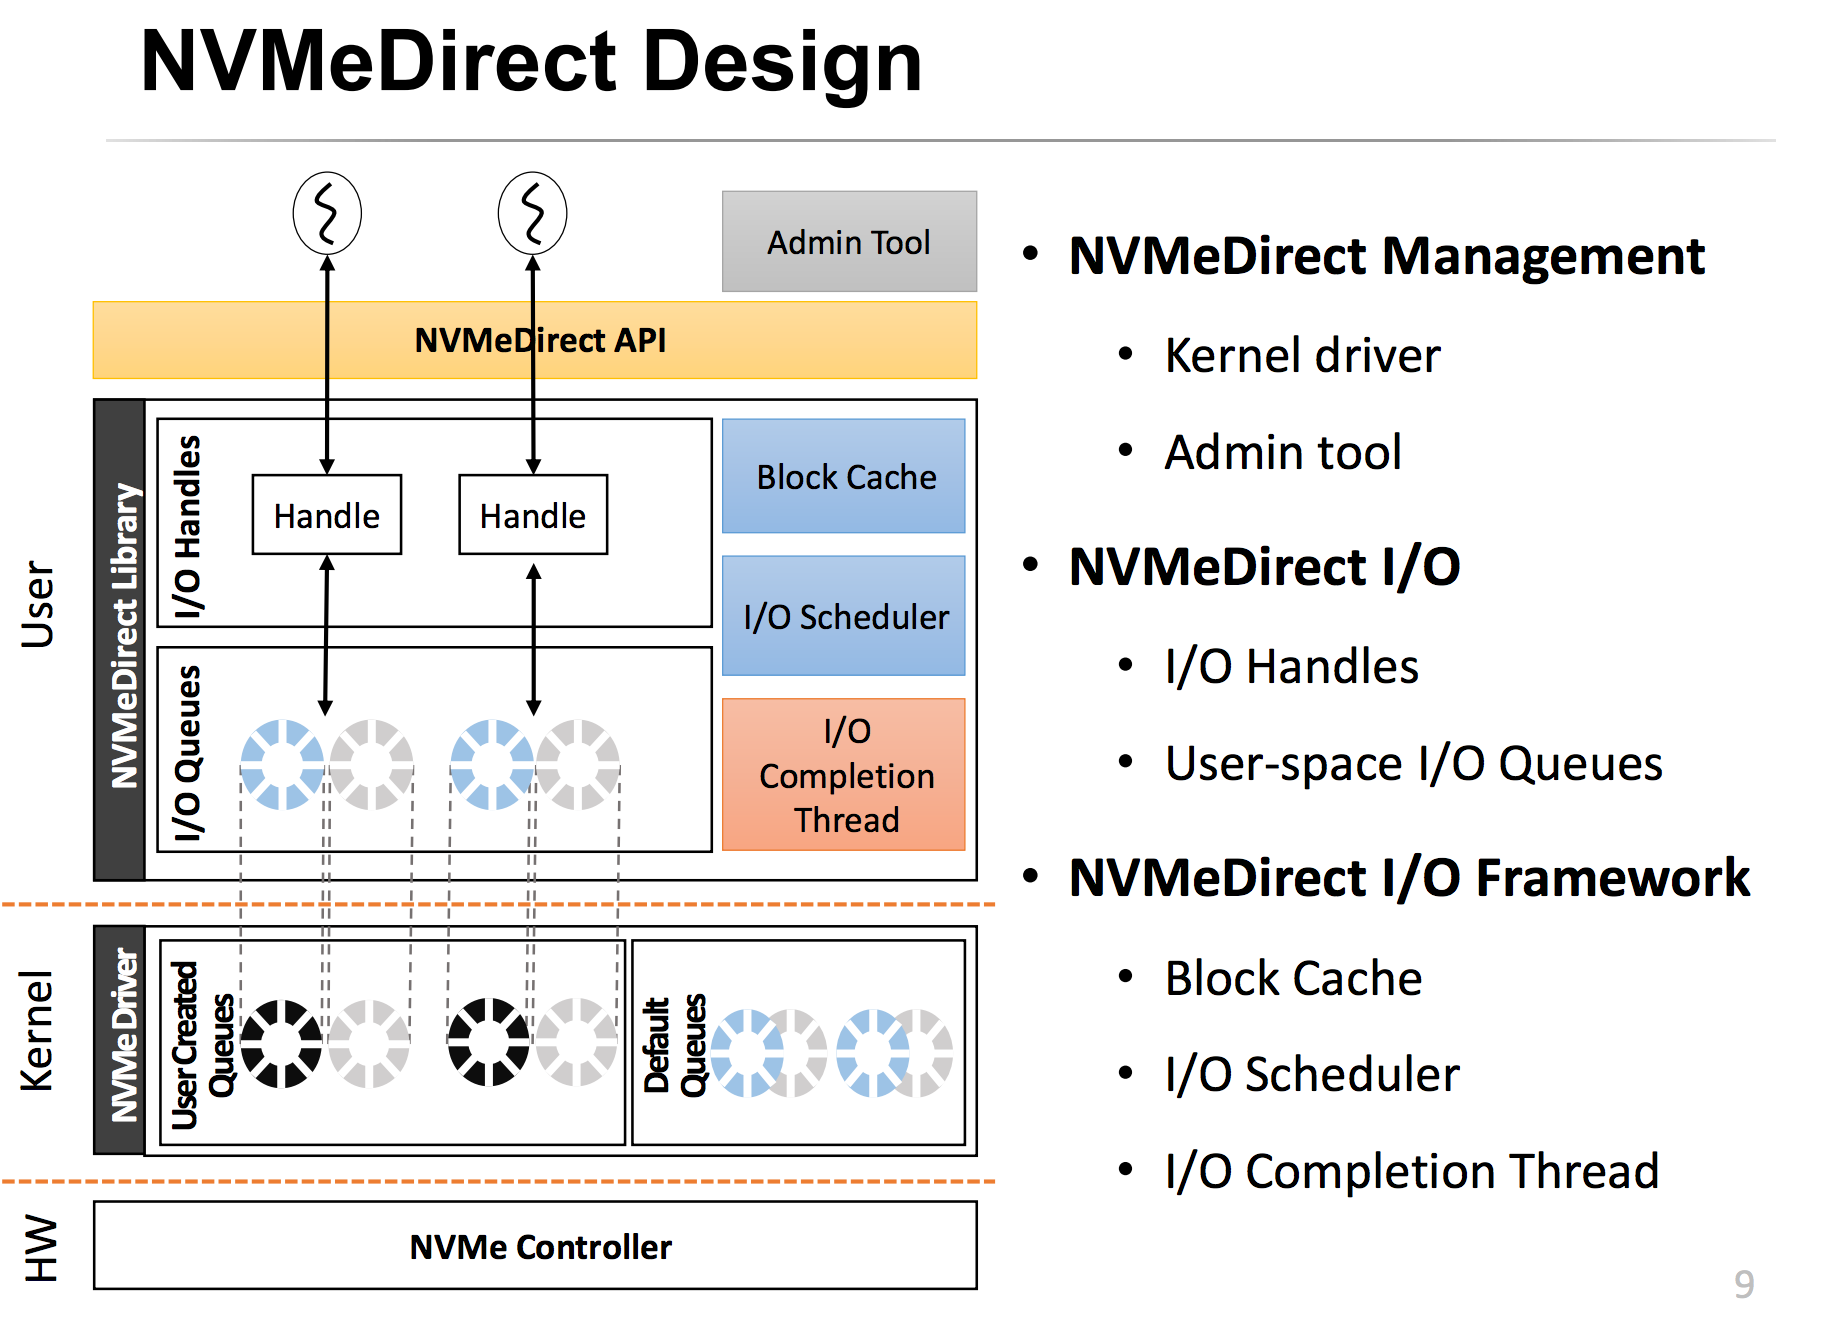 NVMeDirect Design
Admin Tool
NVMeDirect API
User
NVMeDirect Library
I/O Handles
Handle
Handle
Block Cache
I/O Scheduler
I/O Queues
I/O
Completion
Thread
Kernel
NVMe Driver
User Created
Queues
Default
Queues
HW
NVMe Controller
• NVMeDirect Management
• Kernel driver
• Admin tool
• NVMeDirect I/O
• I/O Handles
• User-space I/O Queues
• NVMeDirect I/O Framework
• Block Cache
• I/O Scheduler
• I/O Completion Thread
9